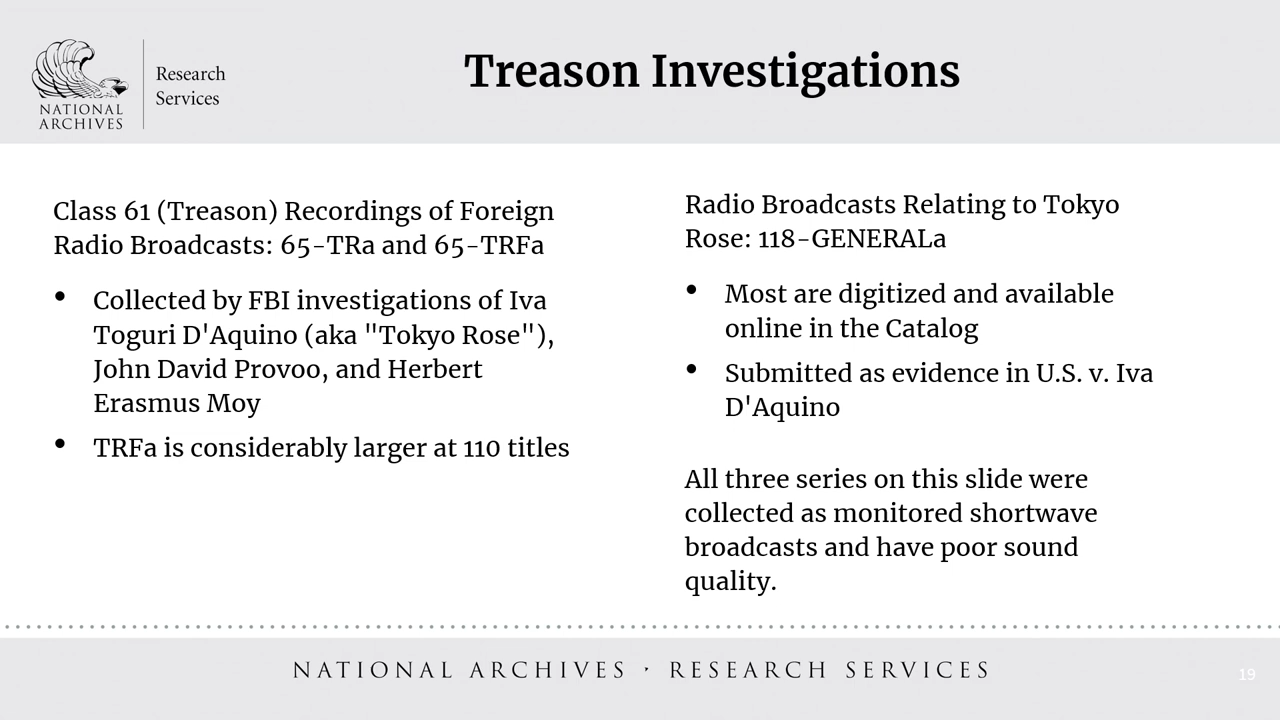 NATIONAL
ARCHIVES
Research
Services
Treason Investigations
Class 61 (Treason) Recordings of Foreign
Radio Broadcasts: 65-TRa and 65-TRFa
• Collected by FBI investigations of Iva
Toguri D'Aquino (aka "Tokyo Rose"),
John David Provoo, and Herbert
Erasmus Moy
• TRFa is considerably larger at 110 titles
Radio Broadcasts Relating to Tokyo
Rose: 118-GENERALa
• Most are digitized and available
online in the Catalog
• Submitted as evidence in U.S. v. Iva
D'Aquino
All three series on this slide were
collected as monitored shortwave
broadcasts and have poor sound
quality.
NATIONAL ARCHIVES · RESEARCH SERVICES
19